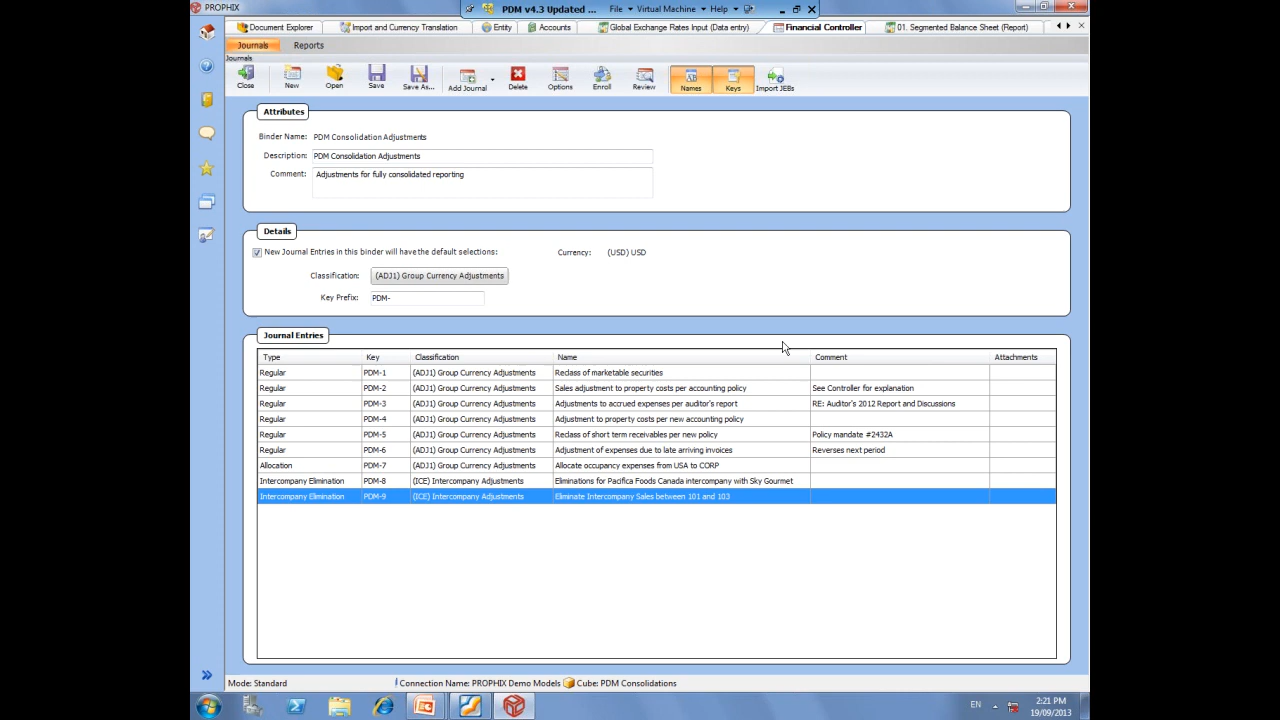 PROPHIX
PDM v4.3 Updated ... File Virtual Machine Help
Document Explorer Import and Currency Translation Entity Accounts Global Exchange Rates Input (Data entry) Financial Controller 01. Segmented Balance Sheet (Report)
Journals Reports
Journals
Close New Open Save Save As... Add Journal Delete Options Enroll Review Names Keys Import JEBs
Attributes
Binder Name: PDM Consolidation Adjustments
Description: PDM Consolidation Adjustments
Comment: Adjustments for fully consolidated reporting
Details
New Journal Entries in this binder will have the default selections: Currency: (USD) USD
Classification: (ADJ1) Group Currency Adjustments
Key Prefix: PDM-
Journal Entries
Type Key Classification Name Comment Attachments
Regular PDM-1 (ADJ1) Group Currency Adjustments Reclass of marketable securities
Regular PDM-2 (ADJ1) Group Currency Adjustments Sales adjustment to property costs per accounting policy See Controller for explanation
Regular PDM-3 (ADJ1) Group Currency Adjustments Adjustments to accrued expenses per auditor's report RE: Auditor's 2012 Report and Discussions
Regular PDM-4 (ADJ1) Group Currency Adjustments Adjustment to property costs per new accounting policy
Regular PDM-5 (ADJ1) Group Currency Adjustments Reclass of short term receivables per new policy Policy mandate #2432A
Regular PDM-6 (ADJ1) Group Currency Adjustments Adjustment of expenses due to late arriving invoices Reverses next period
Allocation PDM-7 (ADJ1) Group Currency Adjustments Allocate occupancy expenses from USA to CORP
Intercompany Elimination PDM-8 (ICE) Intercompany Adjustments Eliminations for Pacifica Foods Canada intercompany with Sky Gourmet
Intercompany Elimination PDM-9 (ICE) Intercompany Adjustments Eliminate Intercompany Sales between 101 and 103
Mode: Standard Connection Name: PROPHIX Demo Models Cube: PDM Consolidations
EN 2:21 PM
19/09/2013